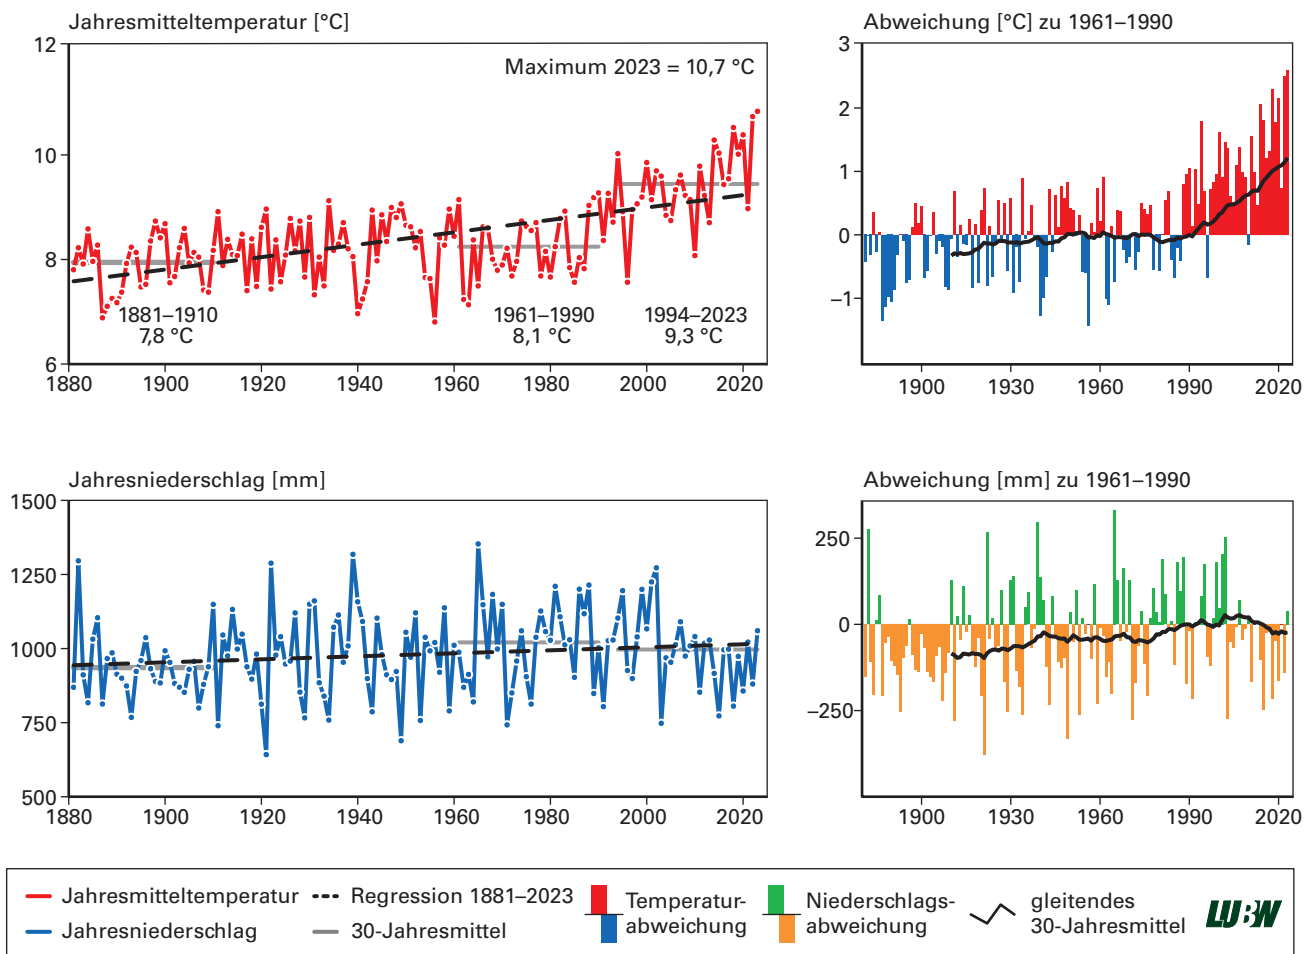 Jahresmitteltemperatur [°C]
12
10
8
6
Maximum 2023 = 10,7 °C
1881–1910
7,8 °C
1961–1990
8,1 °C
1994–2023
9,3 °C
1880 1900 1920 1940 1960 1980 2000 2020
Abweichung [°C] zu 1961–1990
3
2
1
0
–1
1900 1930 1960 1990 2020
Jahresniederschlag [mm]
1500
1250
1000
750
500
1880 1900 1920 1940 1960 1980 2000 2020
Abweichung [mm] zu 1961–1990
250
0
–250
1900 1930 1960 1990 2020
Jahresmitteltemperatur
Jahresniederschlag
Regression 1881–2023
30-Jahresmittel
Temperatur-
abweichung
Niederschlags-
abweichung
gleitendes
30-Jahresmittel
LUBW